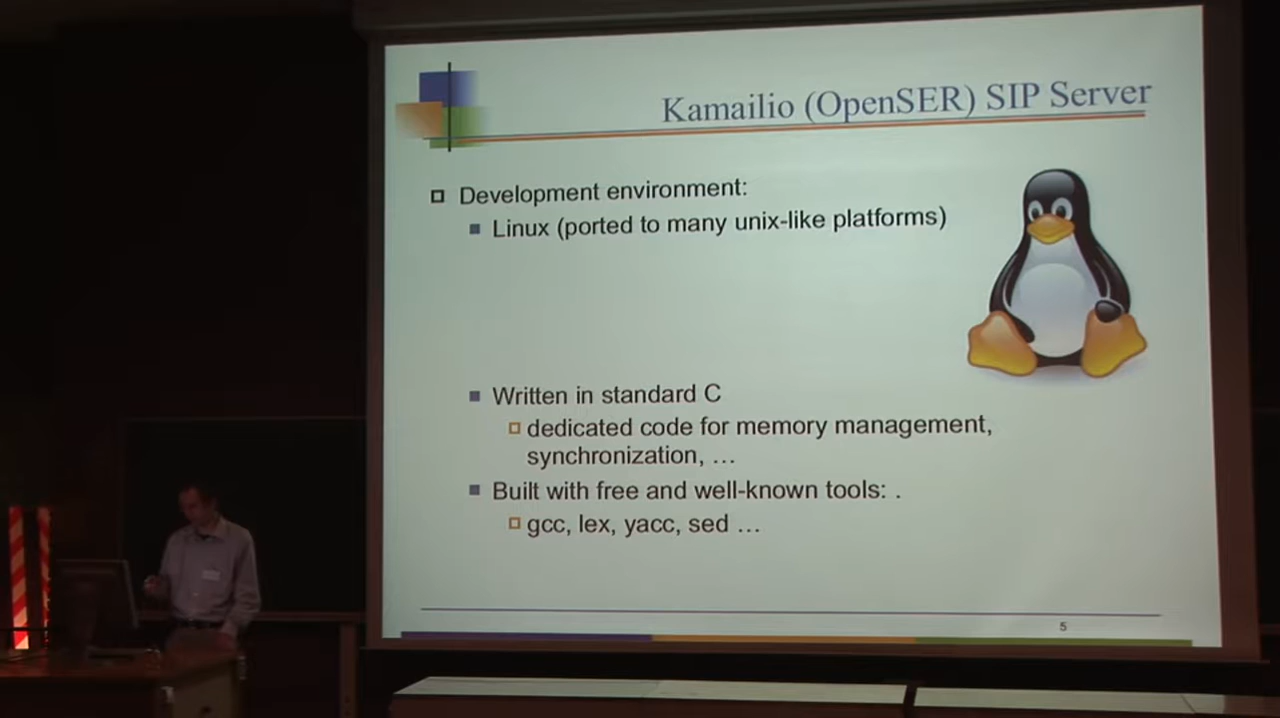 Kamailio (OpenSER) SIP Server
Development environment:
Linux (ported to many unix-like platforms)
Written in standard C
dedicated code for memory management,
synchronization, …
Built with free and well-known tools: .
gcc, lex, yacc, sed …
5